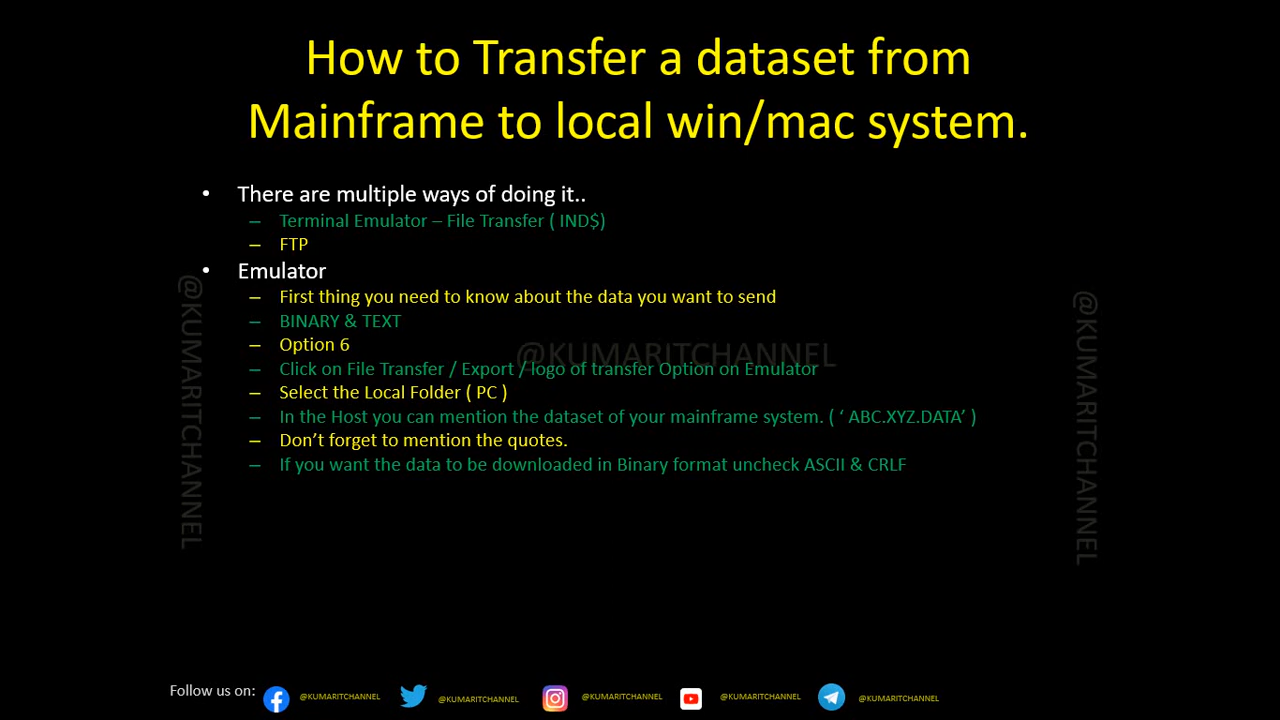 How to Transfer a dataset from
Mainframe to local win/mac system.
• There are multiple ways of doing it..
– Terminal Emulator – File Transfer ( IND$)
– FTP
• Emulator
– First thing you need to know about the data you want to send
– BINARY & TEXT
– Option 6
– Click on File Transfer / Export / logo of transfer Option on Emulator
– Select the Local Folder ( PC )
– In the Host you can mention the dataset of your mainframe system. ( ‘ ABC.XYZ.DATA’ )
– Don’t forget to mention the quotes.
– If you want the data to be downloaded in Binary format uncheck ASCII & CRLF
@KUMARITCHANNEL
@KUMARITCHANNEL
@KUMARITCHANNEL
Follow us on: @KUMARITCHANNEL @KUMARITCHANNEL @KUMARITCHANNEL @KUMARITCHANNEL @KUMARITCHANNEL